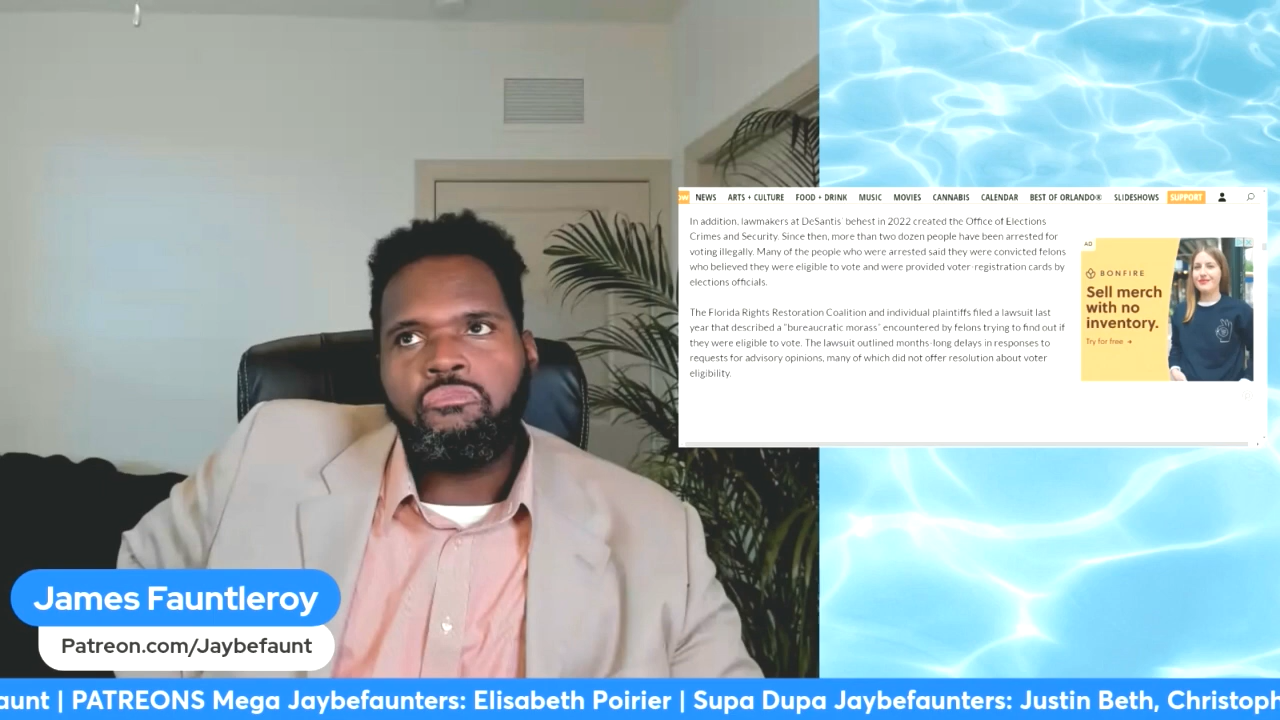 NEWS ARTS + CULTURE FOOD + DRINK MUSIC MOVIES CANNABIS CALENDAR BEST OF ORLANDO® SLIDESHOWS SUPPORT
In addition, lawmakers at DeSantis' behest in 2022 created the Office of Elections
Crimes and Security. Since then, more than two dozen people have been arrested for
voting illegally. Many of the people who were arrested said they were convicted felons
who believed they were eligible to vote and were provided voter-registration cards by
elections officials.
The Florida Rights Restoration Coalition and individual plaintiffs filed a lawsuit last
year that described a "bureaucratic morass" encountered by felons trying to find out if
they were eligible to vote. The lawsuit outlined months-long delays in responses to
requests for advisory opinions, many of which did not offer resolution about voter
eligibility.
AD
BONFIRE
Sell merch
with no
inventory.
Try for free →
James Fauntleroy
Patreon.com/Jaybefaunt
aunt | PATREONS Mega Jaybefaunters: Elisabeth Poirier | Supa Dupa Jaybefaunters: Justin Beth, Christoph